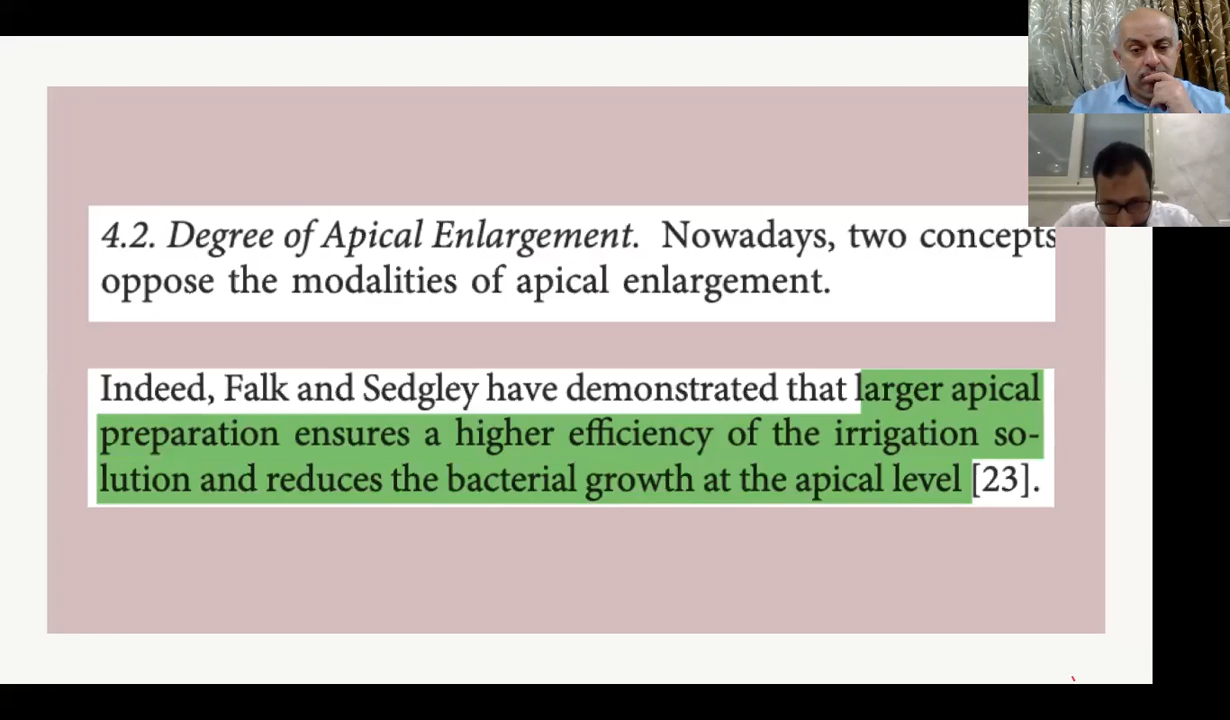 4.2. Degree of Apical Enlargement. Nowadays, two concepts
oppose the modalities of apical enlargement.
Indeed, Falk and Sedgley have demonstrated that larger apical
preparation ensures a higher efficiency of the irrigation so-
lution and reduces the bacterial growth at the apical level [23].